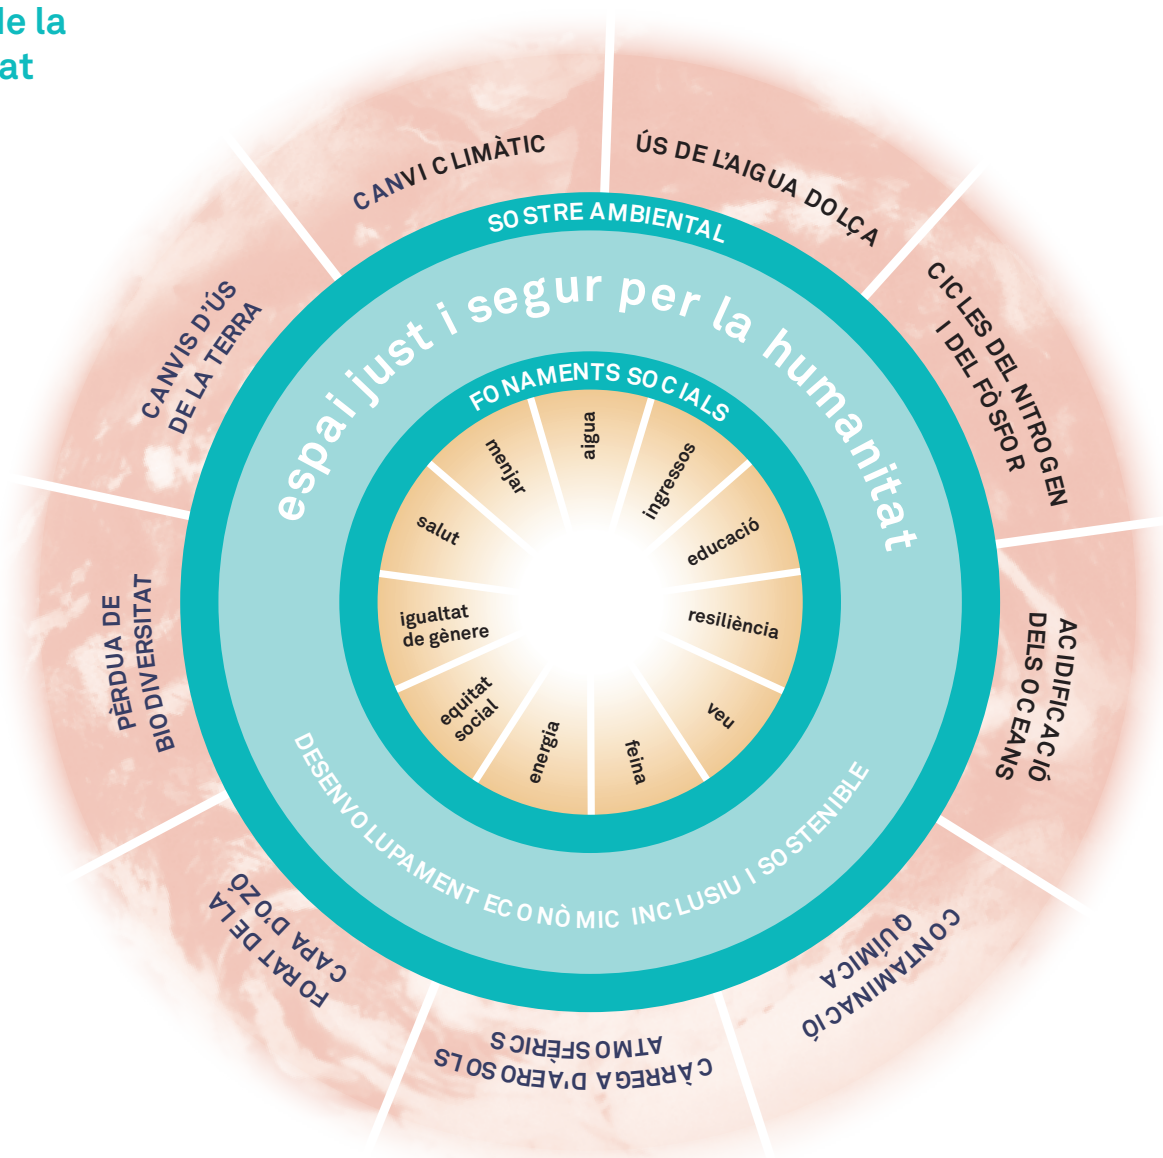 de la
at
CANVI CLIMÀTIC
ÚS DE L'AIGUA DOLÇA
CICLES DEL NITROGEN
I DEL FÒSFOR
ACIDIFICACIÓ
DELS OCEANS
CONTAMINACIÓ
QUÍMICA
CÀRREGA D'AEROSOLS
ATMOSFÈRICS
FORAT DE LA
CAPA D'OZÓ
PÈRDUA DE
BIODIVERSITAT
CANVIS D'ÚS
DE LA TERRA
SOSTRE AMBIENTAL
espai just i segur per la humanitat
FONAMENTS SOCIALS
aigua
ingressos
educació
resiliència
veu
feina
energia
equitat
social
igualtat
de gènere
salut
menjar
DESENVOLUPAMENT ECONÒMIC INCLUSIU I SOSTENIBLE